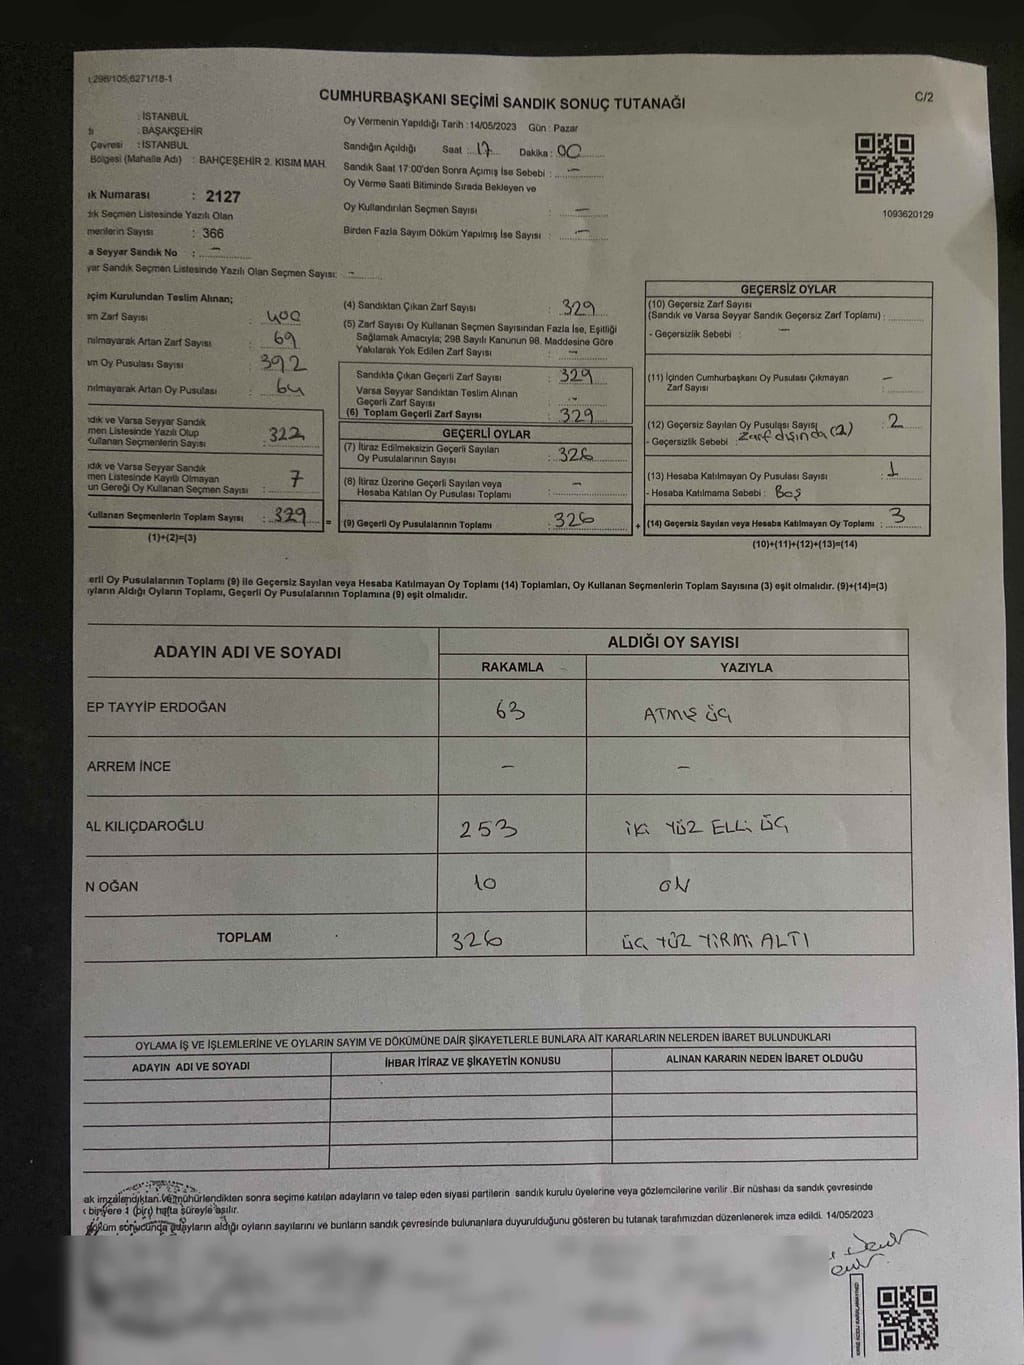 298/105;6271/18-1
CUMHURBAŞKANI SEÇİMİ SANDIK SONUÇ TUTANAĞI
C/2
: İSTANBUL
: BAŞAKŞEHİR
Çevresi : İSTANBUL
Bölgesi (Mahalle Adı) : BAHÇEŞEHİR 2. KISIM MAH.
ık Numarası : 2127
Seçmen Listesinde Yazılı Olan
menlerin Sayısı : 366
a Seyyar Sandık No : –
yar Sandık Seçmen Listesinde Yazılı Olan Seçmen Sayısı: –
Oy Vermenin Yapıldığı Tarih : 14/05/2023 Gün : Pazar
Sandığın Açıldığı Saat : 17 Dakika : 00
Sandık Saat 17:00'den Sonra Açımış İse Sebebi : –
Oy Verme Saati Bitiminde Sırada Bekleyen ve
Oy Kullandırılan Seçmen Sayısı : –
Birden Fazla Sayım Döküm Yapılmış İse Sayısı : –
1093620129
eçim Kurulundan Teslim Alınan;
Zarf Sayısı : 400
nılmayarak Artan Zarf Sayısı : 69
Oy Pusulası Sayısı : 392
nılmayarak Artan Oy Pusulası : 64
dık ve Varsa Seyyar Sandık
men Listesinde Yazılı Olup
Kullanan Seçmenlerin Sayısı : 322
dık ve Varsa Seyyar Sandık
men Listesinde Kayıtlı Olmayan
un Gereği Oy Kullanan Seçmen Sayısı : 7
Kullanan Seçmenlerin Toplam Sayısı : 329 =
(1)+(2)=(3)
(4) Sandıktan Çıkan Zarf Sayısı : 329
(5) Zarf Sayısı Oy Kullanan Seçmen Sayısından Fazla İse, Eşitliği
Sağlamak Amacıyla; 298 Sayılı Kanunun 98. Maddesine Göre
Yakılarak Yok Edilen Zarf Sayısı : –
Sandıkta Çıkan Geçerli Zarf Sayısı : 329
Varsa Seyyar Sandıktan Teslim Alınan
Geçerli Zarf Sayısı : –
(6) Toplam Geçerli Zarf Sayısı : 329
GEÇERLİ OYLAR
(7) İtiraz Edilmeksizin Geçerli Sayılan
Oy Pusulalarının Sayısı : 326
(8) İtiraz Üzerine Geçerli Sayılan veya
Hesaba Katılan Oy Pusulası Toplamı : –
(9) Geçerli Oy Pusulalarının Toplamı : 326 +
GEÇERSİZ OYLAR
(10) Geçersiz Zarf Sayısı
(Sandık ve Varsa Seyyar Sandık Geçersiz Zarf Toplamı) :
- Geçersizlik Sebebi : –
(11) İçinden Cumhurbaşkanı Oy Pusulası Çıkmayan
Zarf Sayısı : –
(12) Geçersiz Sayılan Oy Pusulası Sayısı : 2
- Geçersizlik Sebebi : Zarf dışında (2)
(13) Hesaba Katılmayan Oy Pusulası Sayısı : 1
- Hesaba Katılmama Sebebi : Boş
(14) Geçersiz Sayılan veya Hesaba Katılmayan Oy Toplamı : 3
(10)+(11)+(12)+(13)=(14)
erli Oy Pusulalarının Toplamı (9) ile Geçersiz Sayılan veya Hesaba Katılmayan Oy Toplamı (14) Toplamları, Oy Kullanan Seçmenlerin Toplam Sayısına (3) eşit olmalıdır. (9)+(14)=(3)
yların Aldığı Oyların Toplamı, Geçerli Oy Pusulalarının Toplamına (9) eşit olmalıdır.
ADAYIN ADI VE SOYADI
ALDIĞI OY SAYISI
RAKAMLA YAZIYLA
EP TAYYİP ERDOĞAN 63 ATMIŞ ÜÇ
ARREM İNCE – –
AL KILIÇDAROĞLU 253 İKİ YÜZ ELLİ ÜÇ
N OĞAN 10 ON
TOPLAM 326 ÜÇ YÜZ YİRMİ ALTI
OYLAMA İŞ VE İŞLEMLERİNE VE OYLARIN SAYIM VE DÖKÜMÜNE DAİR ŞİKAYETLERLE BUNLARA AİT KARARLARIN NELERDEN İBARET BULUNDUKLARI
ADAYIN ADI VE SOYADI İHBAR İTİRAZ VE ŞİKAYETİN KONUSU ALINAN KARARIN NEDEN İBARET OLDUĞU
ak imzalandıktan ve mühürlendikten sonra seçime katılan adayların ve talep eden siyasi partilerin sandık kurulu üyelerine veya gözlemcilerine verilir .Bir nüshası da sandık çevresinde
bir yere 1 (bir) hafta süreyle asılır.
döküm sonucunda adayların aldığı oyların sayılarını ve bunların sandık çevresinde bulunanlara duyurulduğunu gösteren bu tutanak tarafımızdan düzenlenerek imza edildi. 14/05/2023